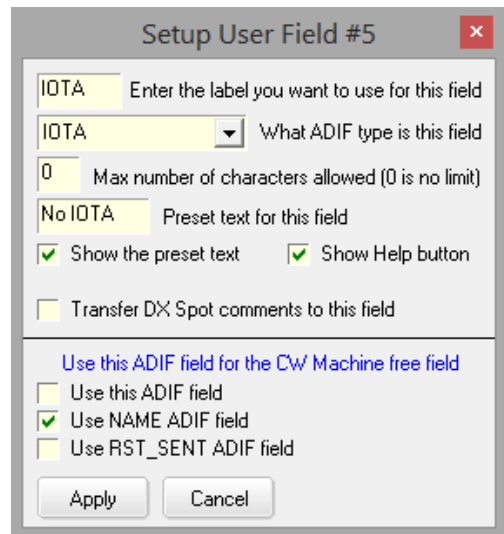 Setup User Field #5
IOTA Enter the label you want to use for this field
IOTA What ADIF type is this field
0 Max number of characters allowed (0 is no limit)
No IOTA Preset text for this field
Show the preset text Show Help button
Transfer DX Spot comments to this field
Use this ADIF field for the CW Machine free field
Use this ADIF field
Use NAME ADIF field
Use RST_SENT ADIF field
Apply Cancel